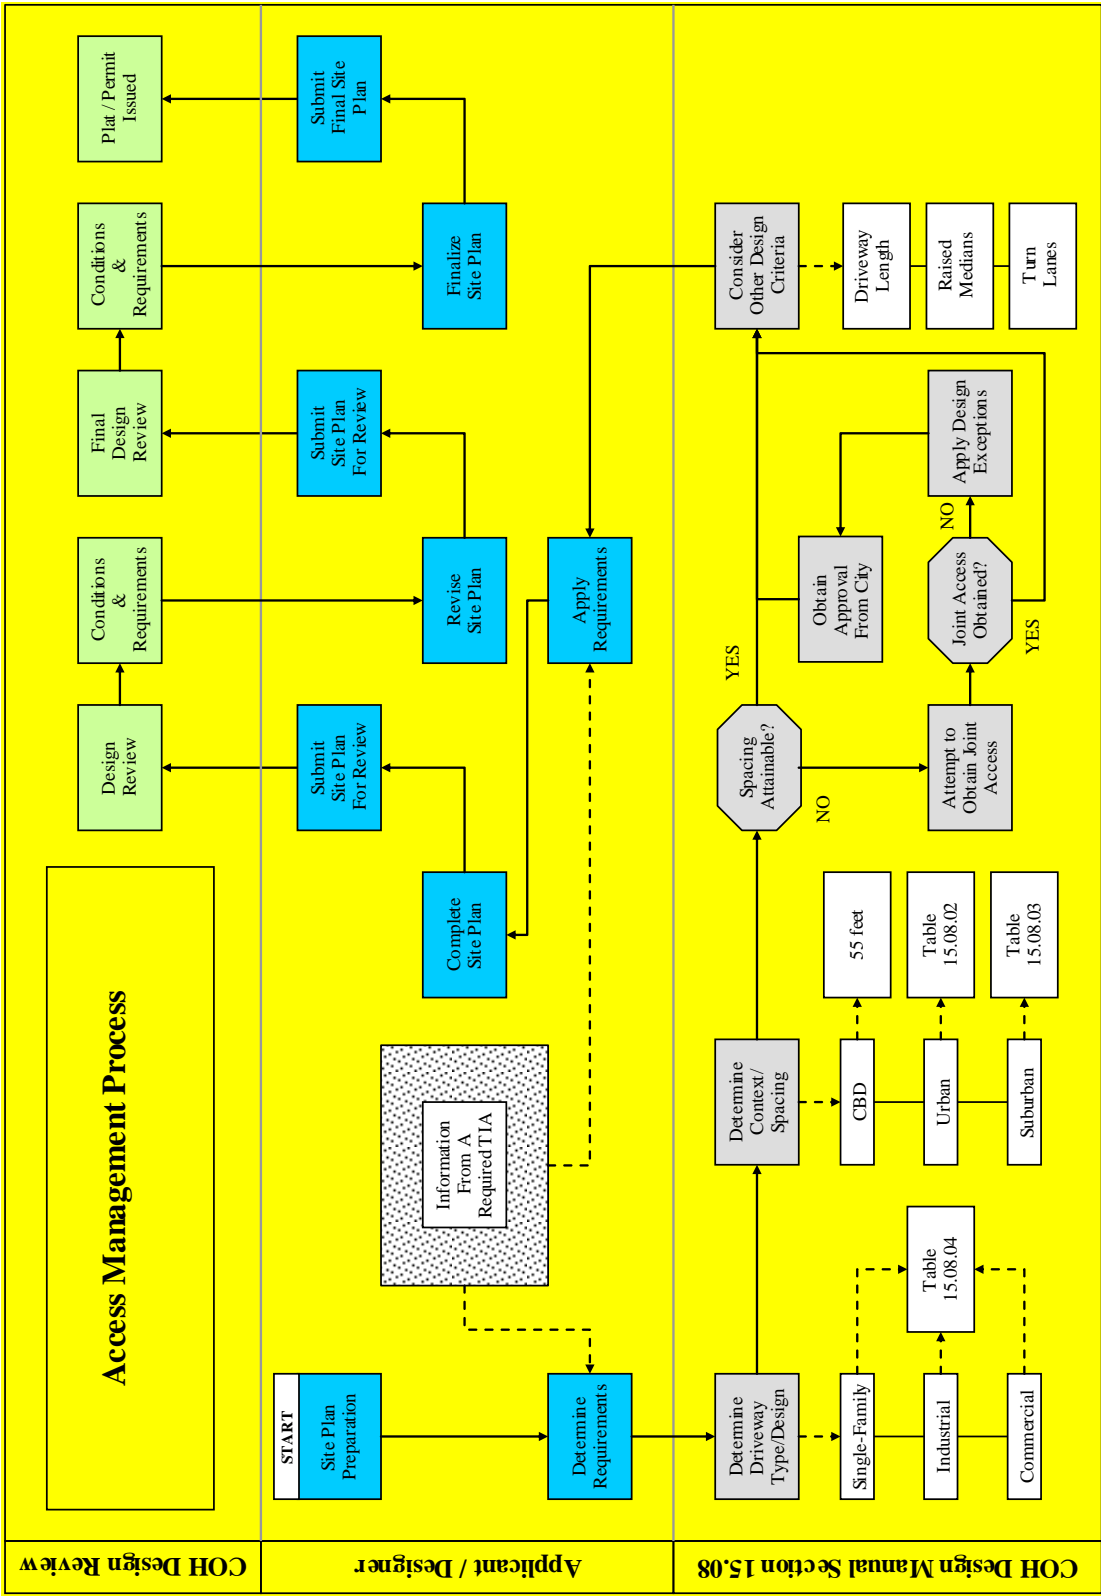 COH Design Review
Access Management Process
Design
Review
Conditions
&
Requirements
Final
Design
Review
Conditions
&
Requirements
Plat / Permit
Issued
Applicant / Designer
START
Site Plan
Preparation
Determine
Requirements
Information
From A
Required TIA
Complete
Site Plan
Submit
Site Plan
For Review
Apply
Requirements
Revise
Site Plan
Submit
Site Plan
For Review
Finalize
Site Plan
Submit
Final Site
Plan
COH Design Manual Section 15.08
Determine
Driveway
Type/Design
Single-Family
Industrial
Commercial
Table
15.08.04
Determine
Context/
Spacing
CBD
Urban
Suburban
55 feet
Table
15.08.02
Table
15.08.03
Spacing
Attainable?
YES
NO
Attempt to
Obtain Joint
Access
Joint Access
Obtained?
YES
NO
Obtain
Approval
From City
Apply Design
Exceptions
Consider
Other Design
Criteria
Driveway
Length
Raised
Medians
Turn
Lanes